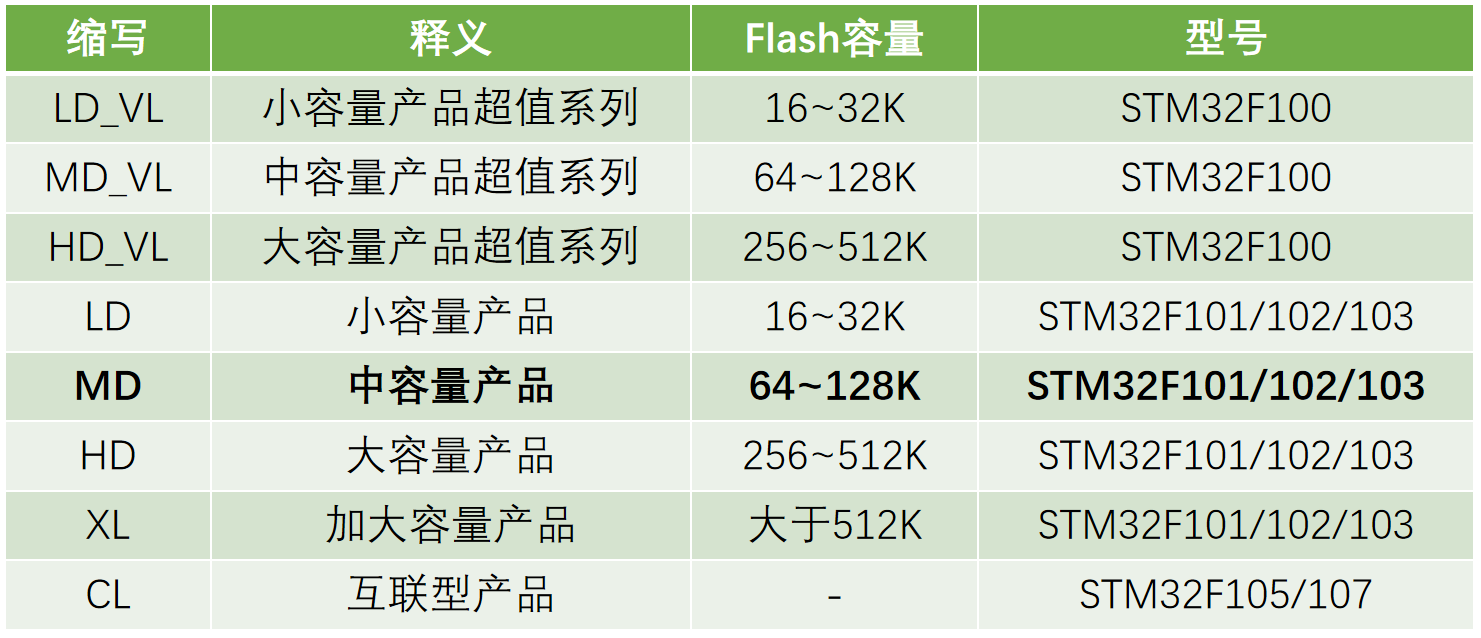 缩写 释义 Flash容量 型号
LD_VL 小容量产品超值系列 16~32K STM32F100
MD_VL 中容量产品超值系列 64~128K STM32F100
HD_VL 大容量产品超值系列 256~512K STM32F100
LD 小容量产品 16~32K STM32F101/102/103
MD 中容量产品 64~128K STM32F101/102/103
HD 大容量产品 256~512K STM32F101/102/103
XL 加大容量产品 大于512K STM32F101/102/103
CL 互联型产品 - STM32F105/107